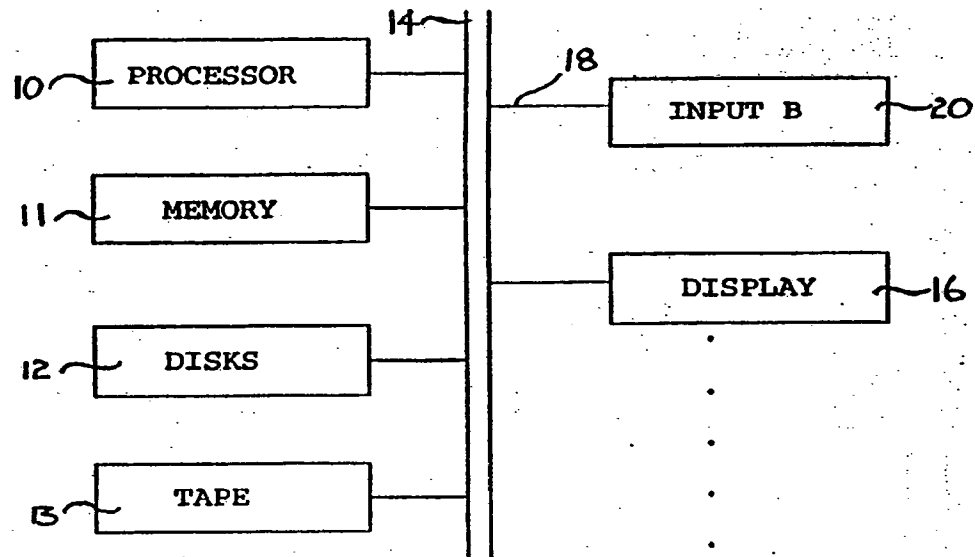 14
10 PROCESSOR
18
INPUT B 20
11 MEMORY
DISPLAY 16
12 DISKS
13 TAPE